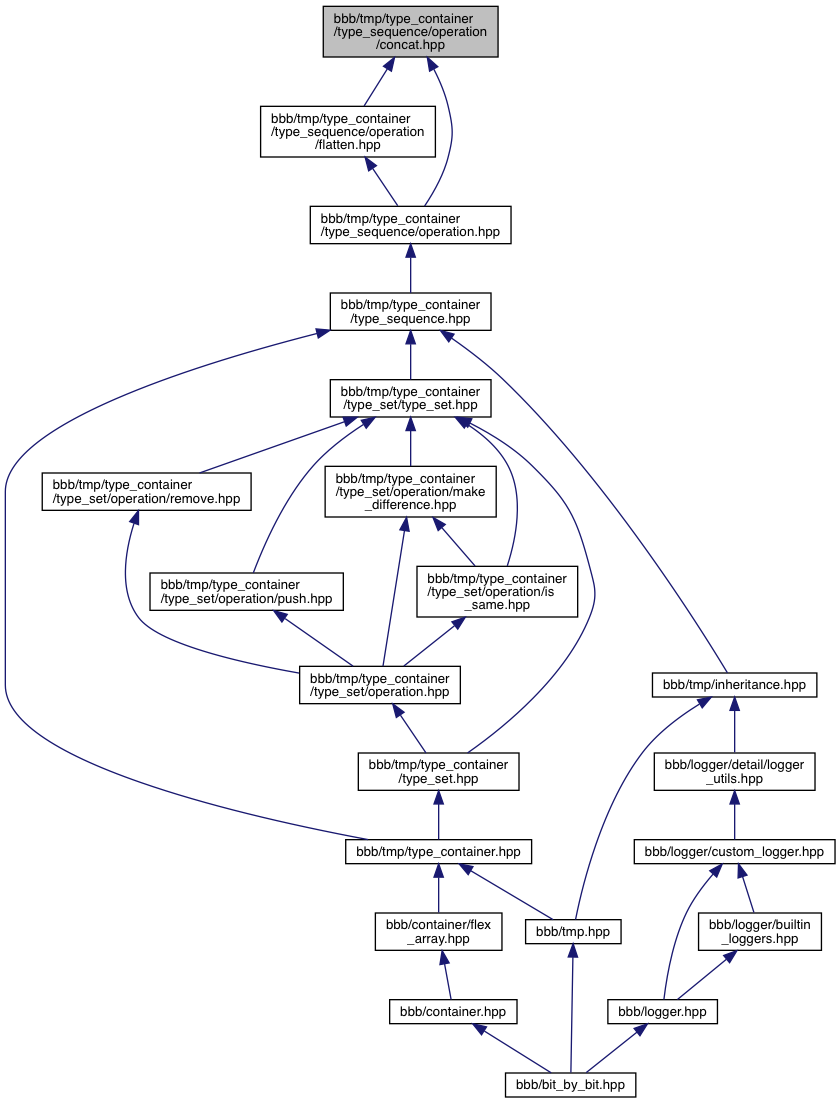 bbb/tmp/type_container
/type_sequence/operation
/concat.hpp
bbb/tmp/type_container
/type_sequence/operation
/flatten.hpp
bbb/tmp/type_container
/type_sequence/operation.hpp
bbb/tmp/type_container
/type_sequence.hpp
bbb/tmp/type_container
/type_set/type_set.hpp
bbb/tmp/type_container
/type_set/operation/remove.hpp
bbb/tmp/type_container
/type_set/operation/make
_difference.hpp
bbb/tmp/type_container
/type_set/operation/push.hpp
bbb/tmp/type_container
/type_set/operation/is
_same.hpp
bbb/tmp/type_container
/type_set/operation.hpp
bbb/tmp/inheritance.hpp
bbb/tmp/type_container
/type_set.hpp
bbb/logger/detail/logger
_utils.hpp
bbb/tmp/type_container.hpp
bbb/logger/custom_logger.hpp
bbb/container/flex
_array.hpp
bbb/tmp.hpp
bbb/logger/builtin
_loggers.hpp
bbb/container.hpp
bbb/logger.hpp
bbb/bit_by_bit.hpp